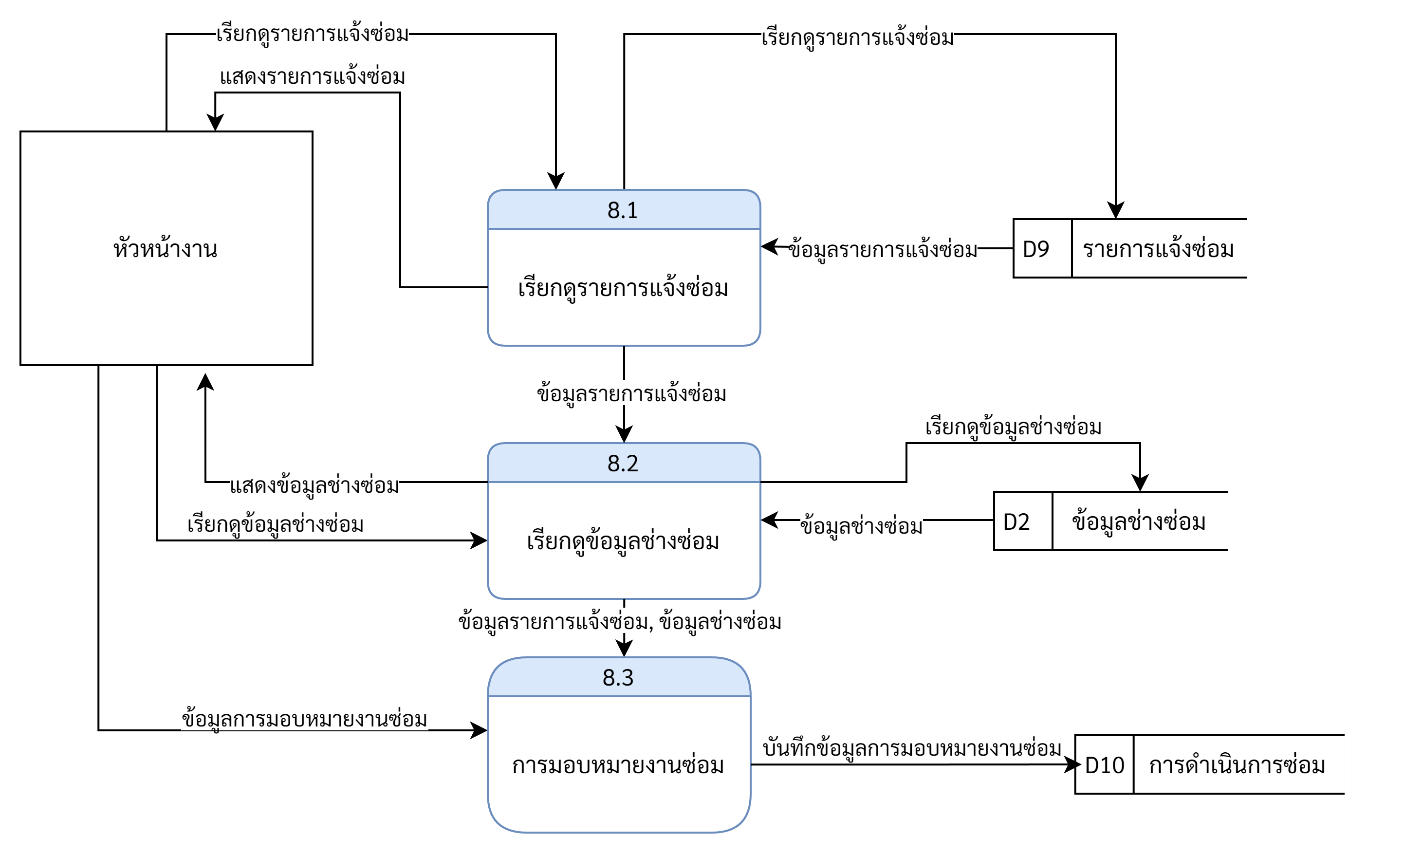 เรียกดูรายการแจ้งซ่อม
เรียกดูรายการแจ้งซ่อม
แสดงรายการแจ้งซ่อม
8.1
หัวหน้างาน
ข้อมูลรายการแจ้งซ่อม
D9
รายการแจ้งซ่อม
เรียกดูรายการแจ้งซ่อม
ข้อมูลรายการแจ้งซ่อม
เรียกดูข้อมูลช่างซ่อม
8.2
แสดงข้อมูลช่างซ่อม
เรียกดูข้อมูลช่างซ่อม
เรียกดูข้อมูลช่างซ่อม
ข้อมูลช่างซ่อม
D2
ข้อมูลช่างซ่อม
ข้อมูลรายการแจ้งซ่อม, ข้อมูลช่างซ่อม
8.3
ข้อมูลการมอบหมายงานซ่อม
การมอบหมายงานซ่อม
บันทึกข้อมูลการมอบหมายงานซ่อม
D10
การดำเนินการซ่อม